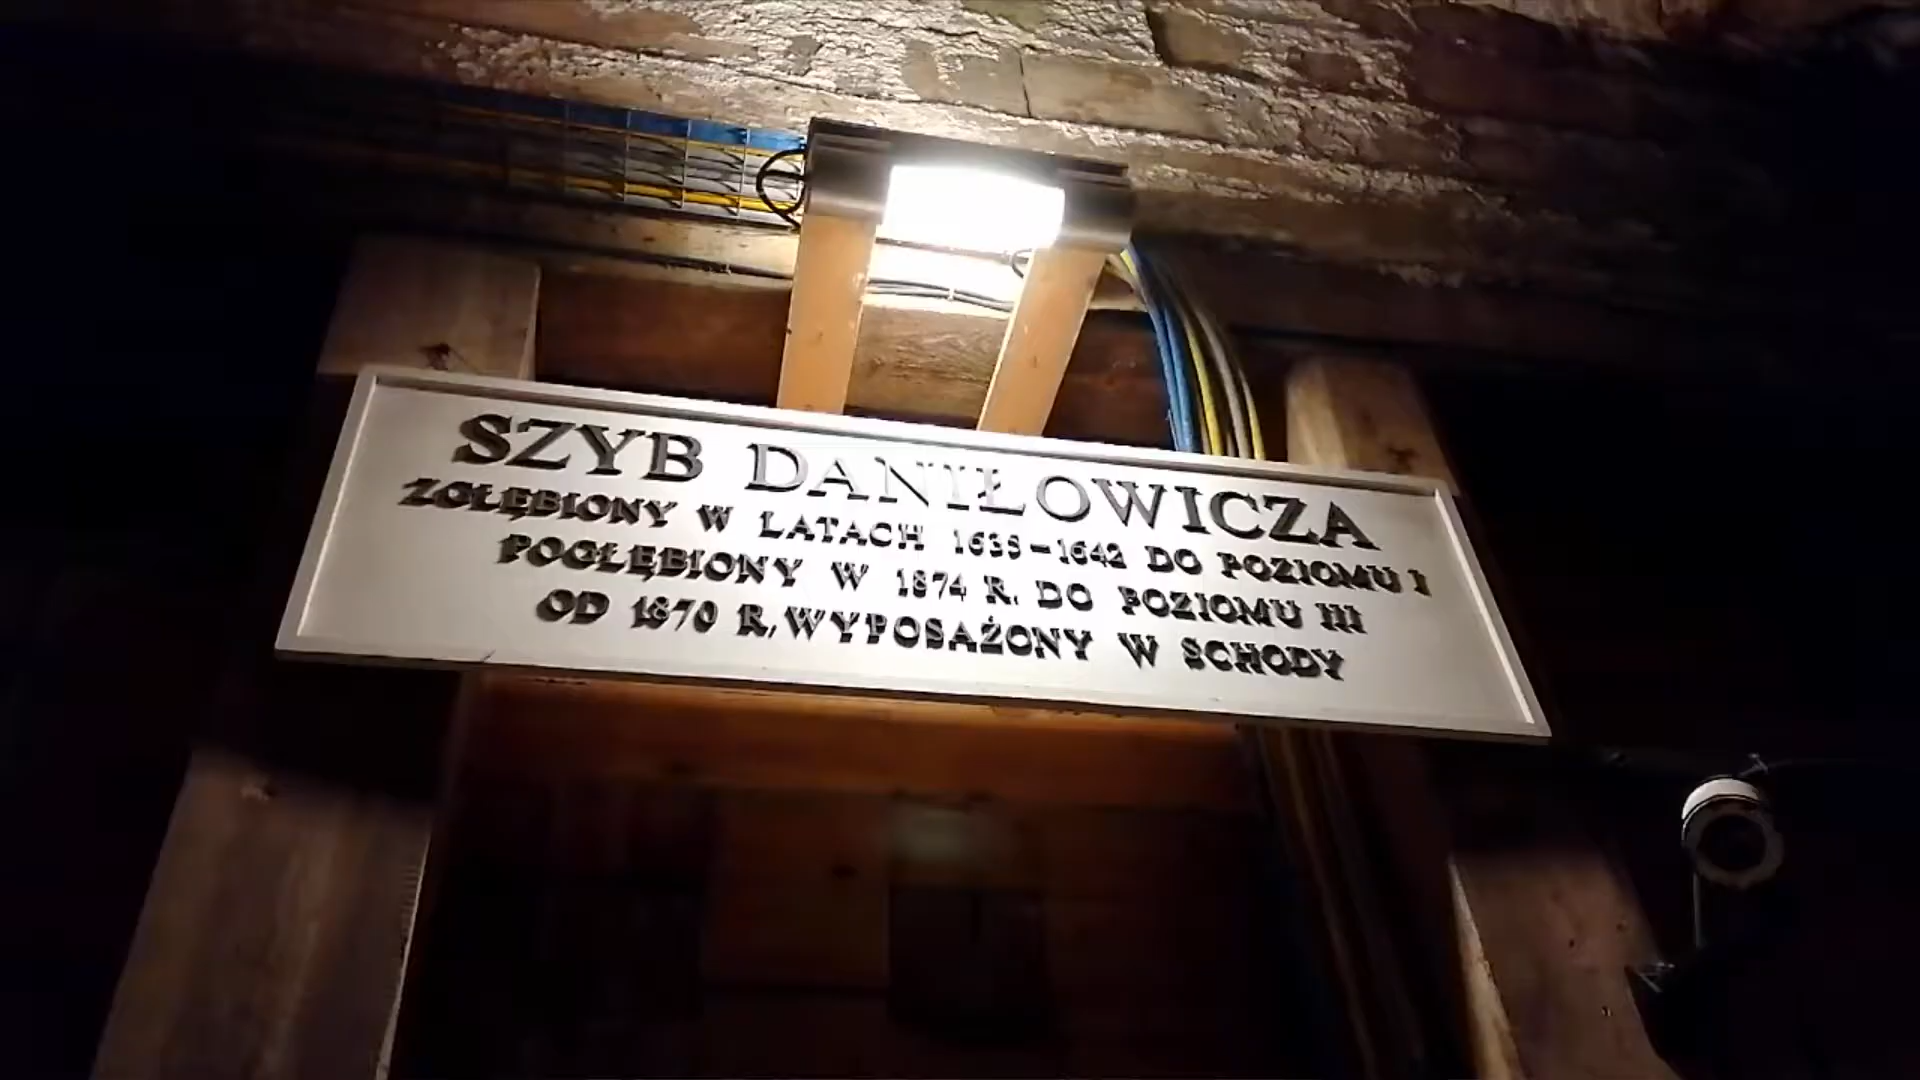 SZYB DANIŁOWICZA
ZGŁĘBIONY W LATACH 1635-1642 DO POZIOMU I
POGŁĘBIONY W 1874 R. DO POZIOMU III
OD 1870 R. WYPOSAŻONY W SCHODY